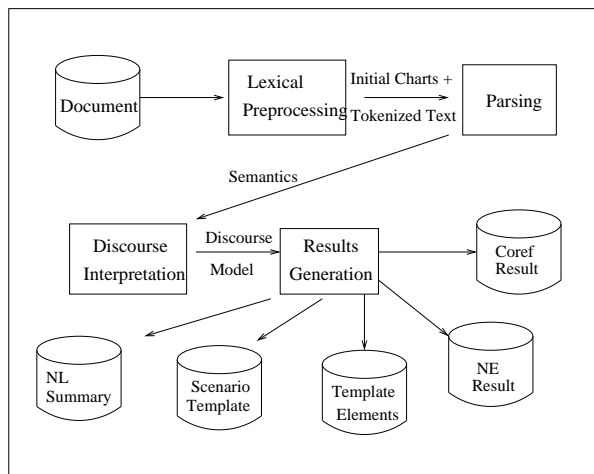 Document
Lexical
Preprocessing
Initial Charts +
Tokenized Text
Parsing
Semantics
Discourse
Interpretation
Discourse
Model
Results
Generation
Coref
Result
NL
Summary
Scenario
Template
Template
Elements
NE
Result